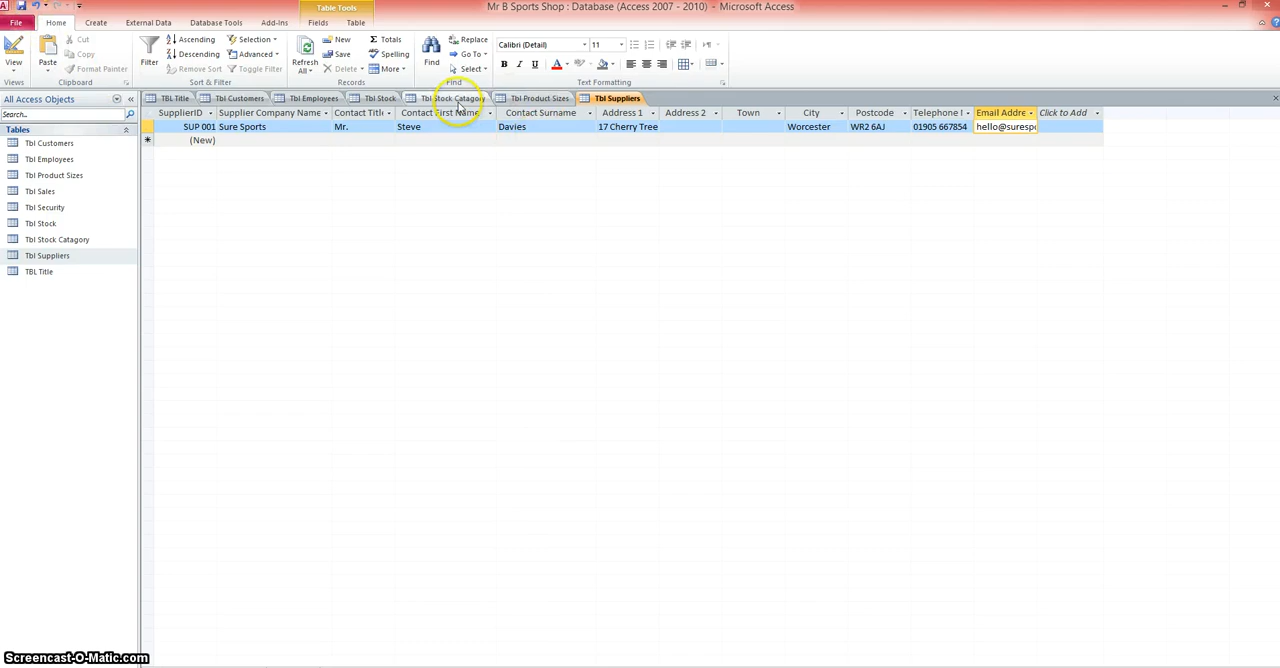 Table Tools
Mr B Sports Shop : Database (Access 2007 - 2010) - Microsoft Access
File Home Create External Data Database Tools Add-Ins Fields Table
View
Views
Paste
Cut
Copy
Format Painter
Clipboard
Filter
Ascending
Descending
Remove Sort
Selection
Advanced
Toggle Filter
Sort & Filter
Refresh
All
New
Save
Delete
Totals
Spelling
More
Records
Find
Replace
Go To
Select
Find
Calibri (Detail) 11
B I U A
Text Formatting
All Access Objects
Search...
Tables
Tbl Customers
Tbl Employees
Tbl Product Sizes
Tbl Sales
Tbl Security
Tbl Stock
Tbl Stock Catagory
Tbl Suppliers
TBL Title
TBL Title Tbl Customers Tbl Employees Tbl Stock Tbl Stock Catagory Tbl Product Sizes Tbl Suppliers
SupplierID Supplier Company Name Contact Title Contact First Name Contact Surname Address 1 Address 2 Town City Postcode Telephone Email Addre Click to Add
SUP 001 Sure Sports Mr. Steve Davies 17 Cherry Tree Worcester WR2 6AJ 01905 667854 hello@surespo
(New)
Screencast-O-Matic.com